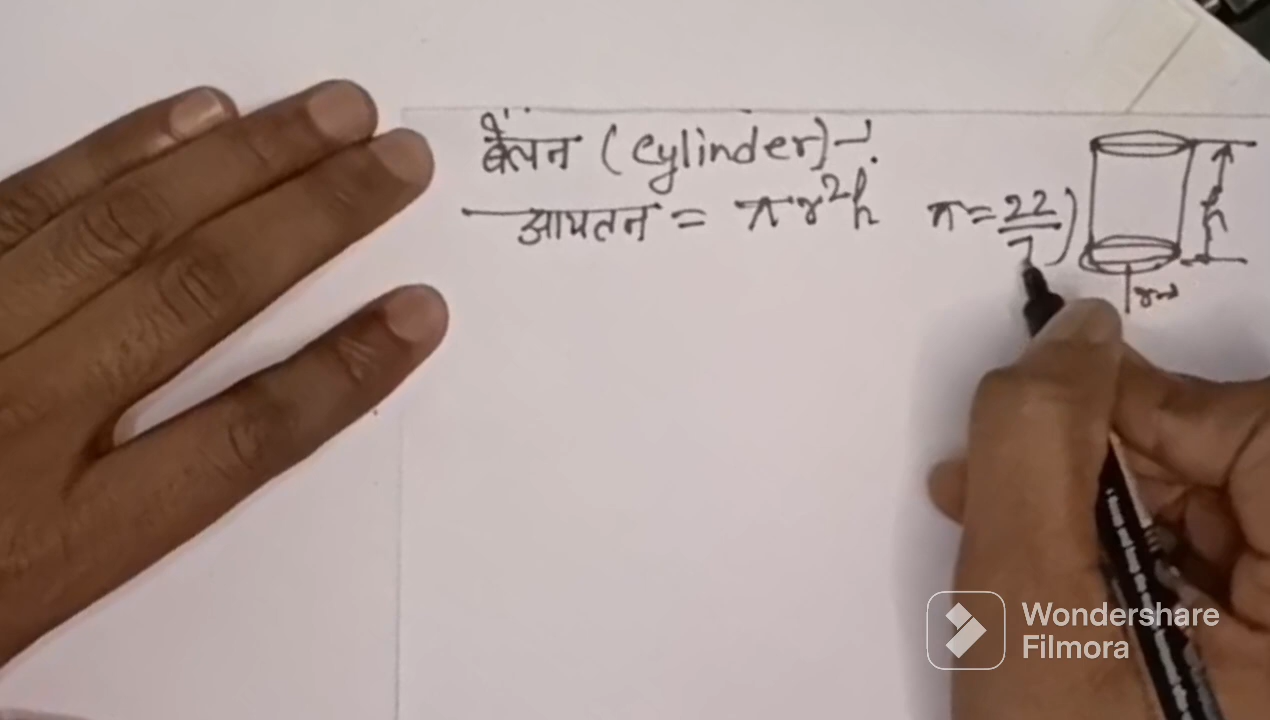 बेलन (cylinder) -:
आयतन = πr²h π = 22/7)
h
r
Wondershare
Filmora